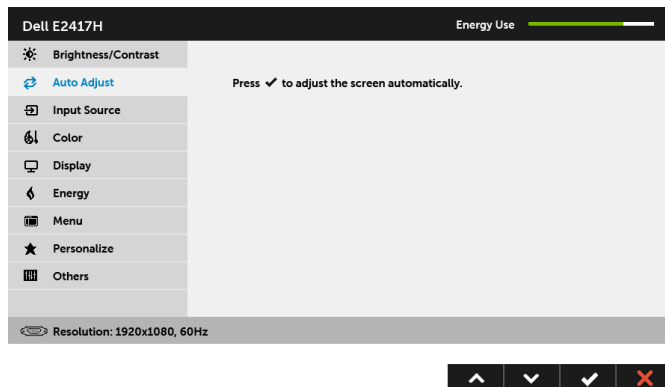 Dell E2417H
Energy Use
Brightness/Contrast
Auto Adjust
Press ✓ to adjust the screen automatically.
Input Source
Color
Display
Energy
Menu
Personalize
Others
Resolution: 1920x1080, 60Hz